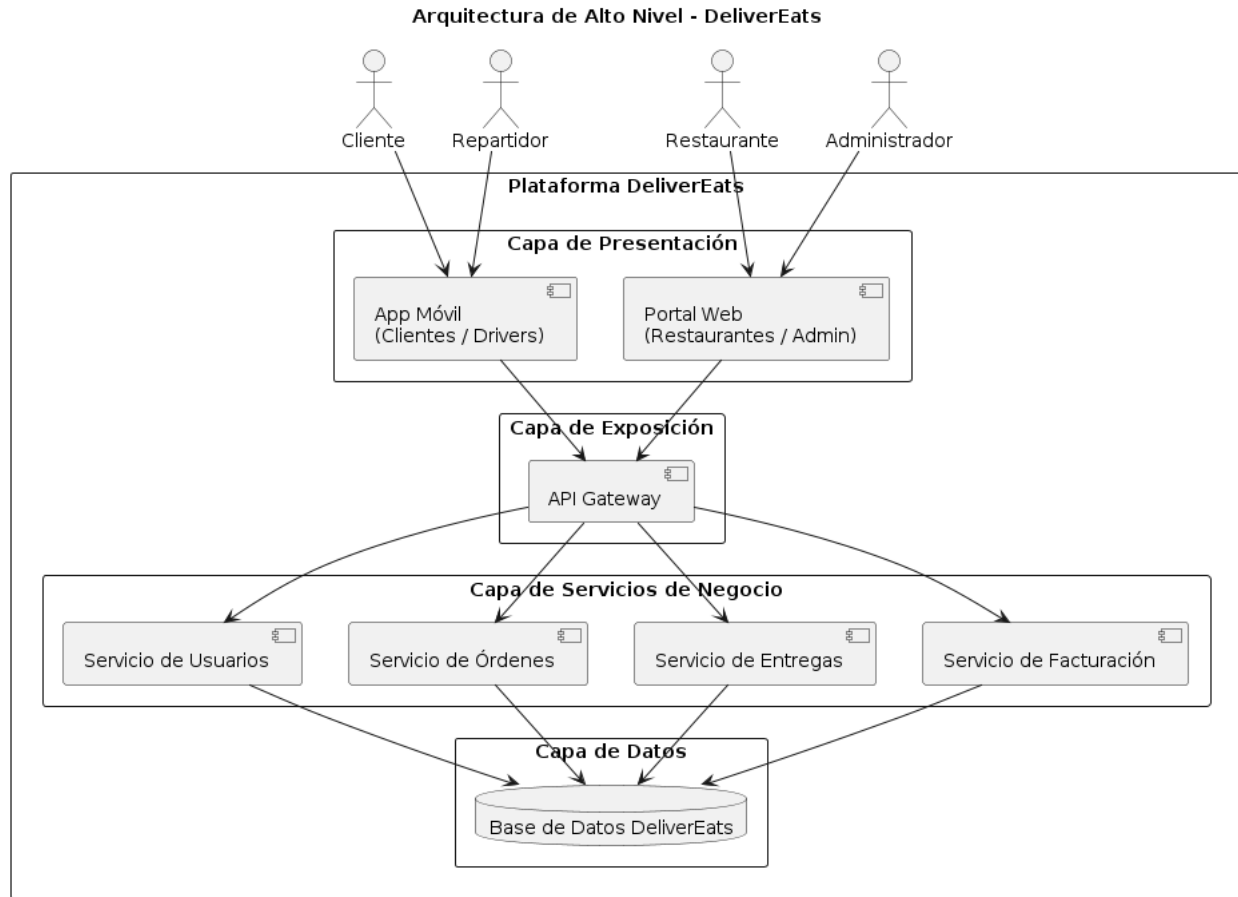 Arquitectura de Alto Nivel - DeliverEats
Cliente
Repartidor
Restaurante
Administrador
Plataforma DeliverEats
Capa de Presentación
App Móvil
(Clientes / Drivers)
Portal Web
(Restaurantes / Admin)
Capa de Exposición
API Gateway
Capa de Servicios de Negocio
Servicio de Usuarios
Servicio de Órdenes
Servicio de Entregas
Servicio de Facturación
Capa de Datos
Base de Datos DeliverEats